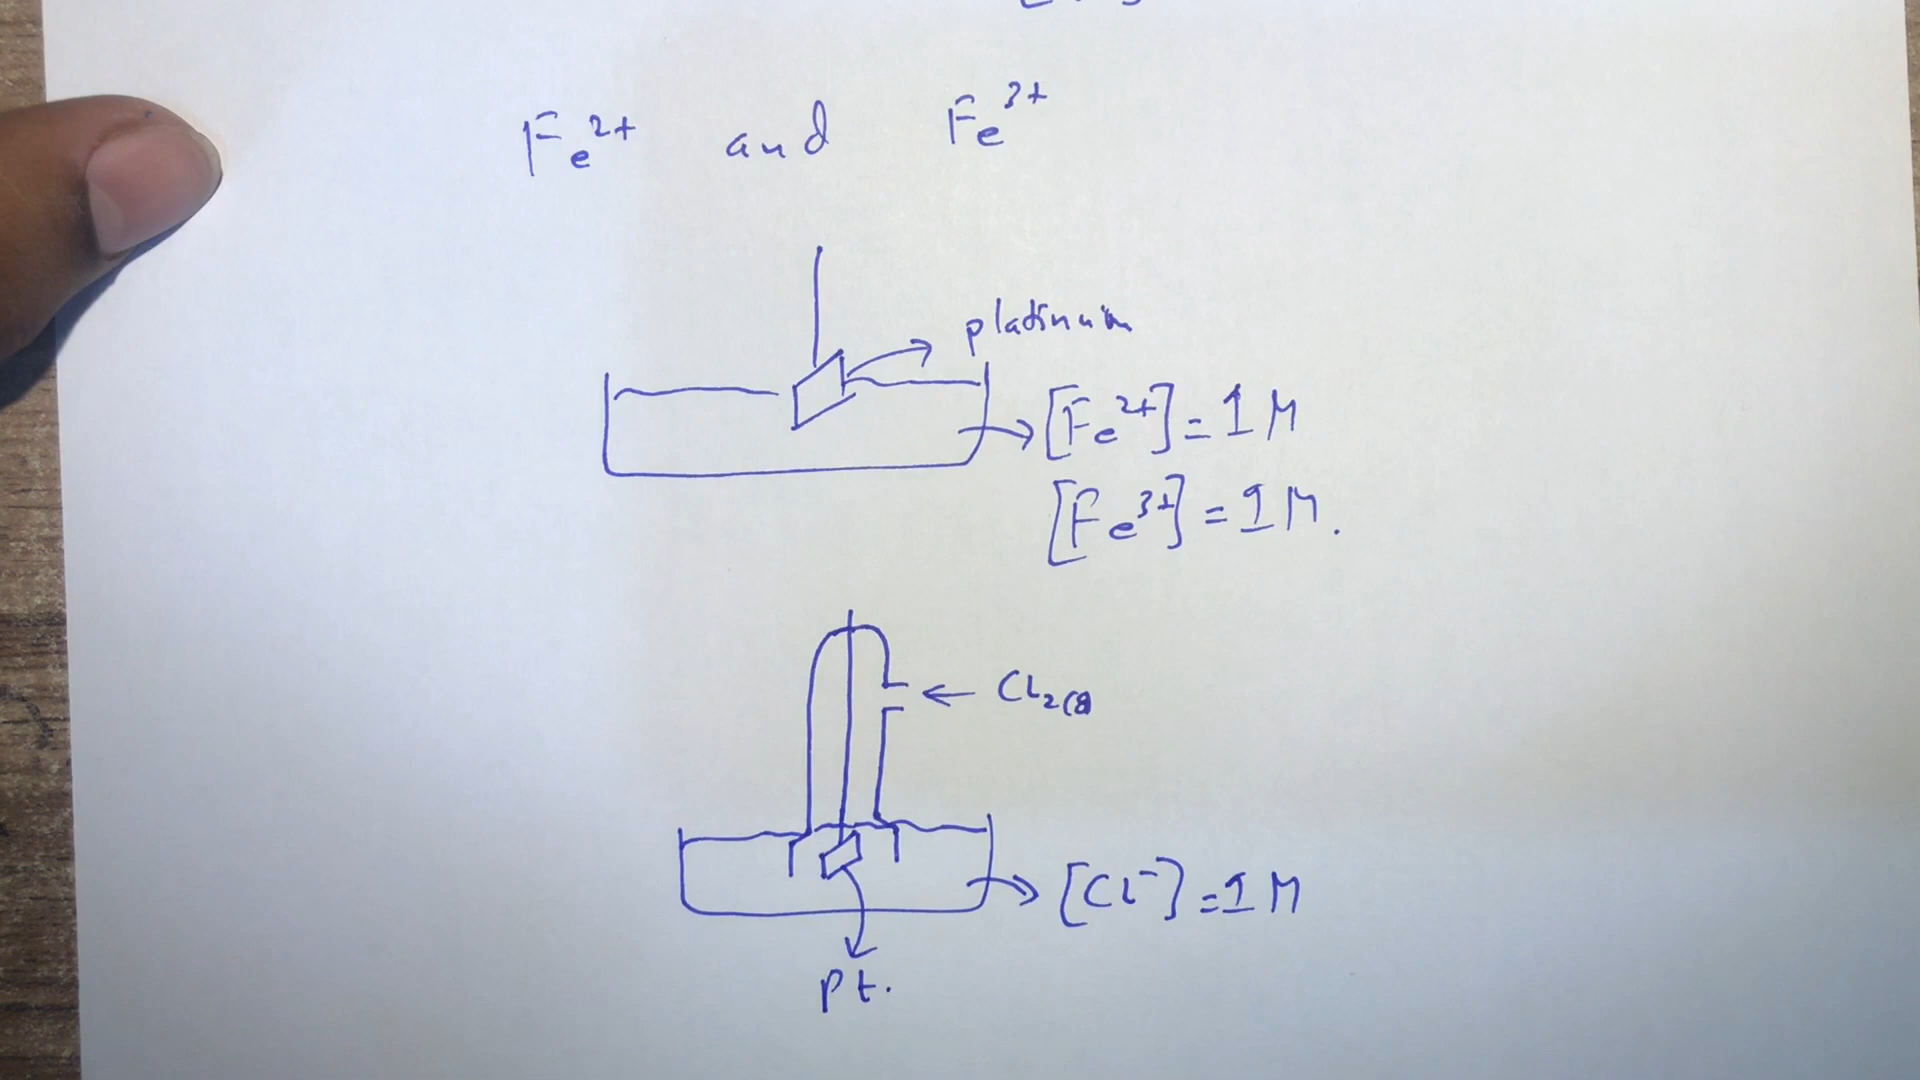 Fe²⁺ and Fe³⁺
platinum
[Fe²⁺] = 1 M
[Fe³⁺] = 1 M.
← Cl₂(g)
[Cl⁻] = 1 M
Pt.